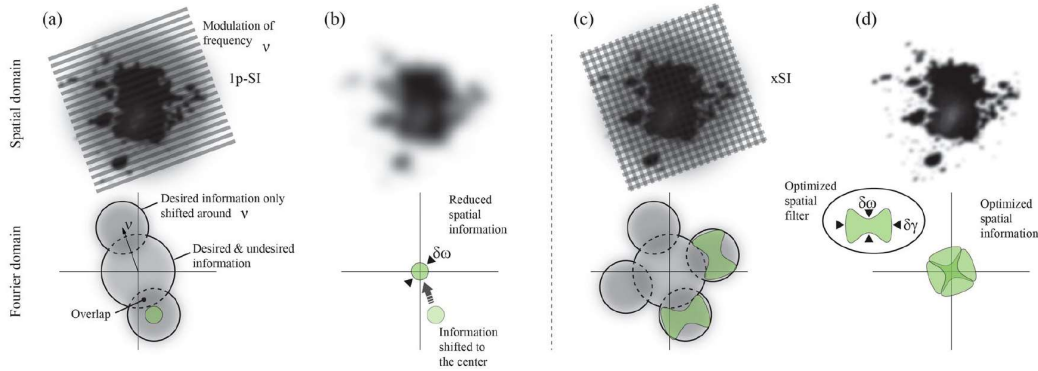 (a)
(b)
(c)
(d)
Spatial domain
Modulation of
frequency ν
1p-SI
xSI
Fourier domain
Desired information only
shifted around ν
ν
Desired & undesired
information
Overlap
Reduced
spatial
information
δω
Information
shifted to
the center
Optimized
spatial
filter
δω
δγ
Optimized
spatial
information